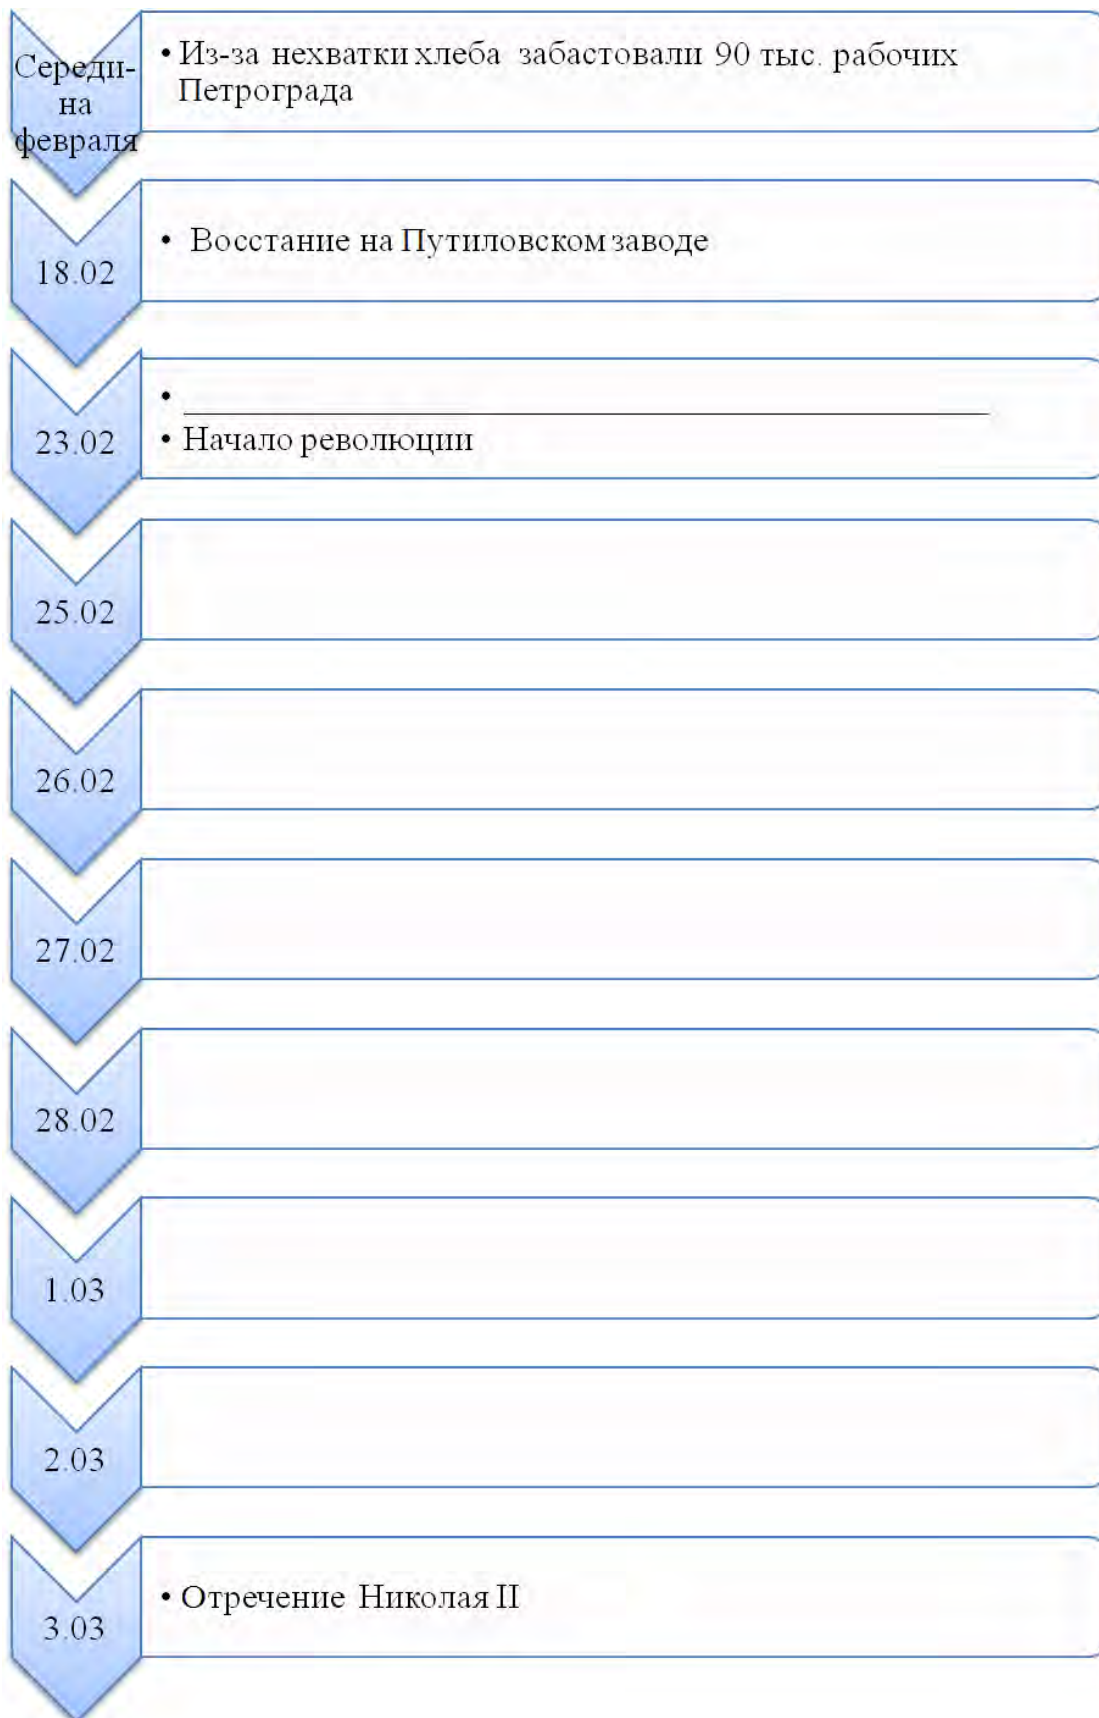 Середи-
на
февраля
• Из-за нехватки хлеба забастовали 90 тыс. рабочих
Петрограда
18.02
• Восстание на Путиловском заводе
23.02
• ____________________
• Начало революции
25.02
26.02
27.02
28.02
1.03
2.03
3.03
• Отречение Николая II